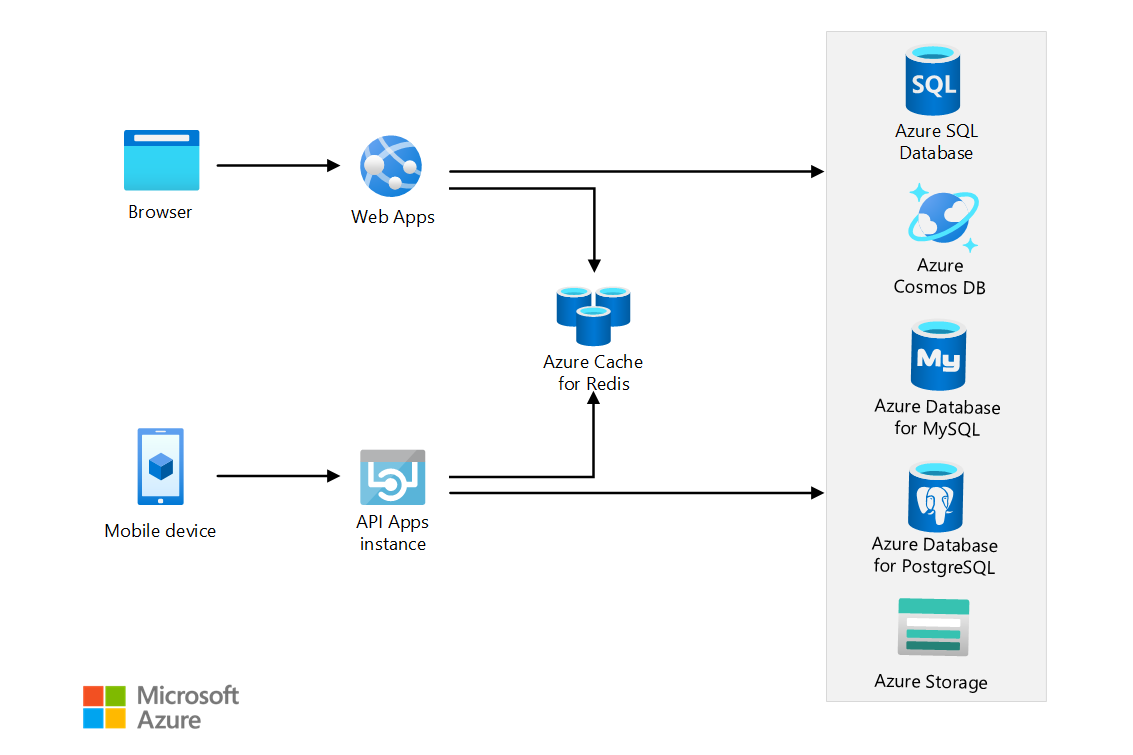 SQL
Azure SQL
Database
Browser
Web Apps
Azure
Cosmos DB
Azure Cache
for Redis
My
Azure Database
for MySQL
Mobile device
API Apps
instance
Azure Database
for PostgreSQL
Azure Storage
Microsoft
Azure